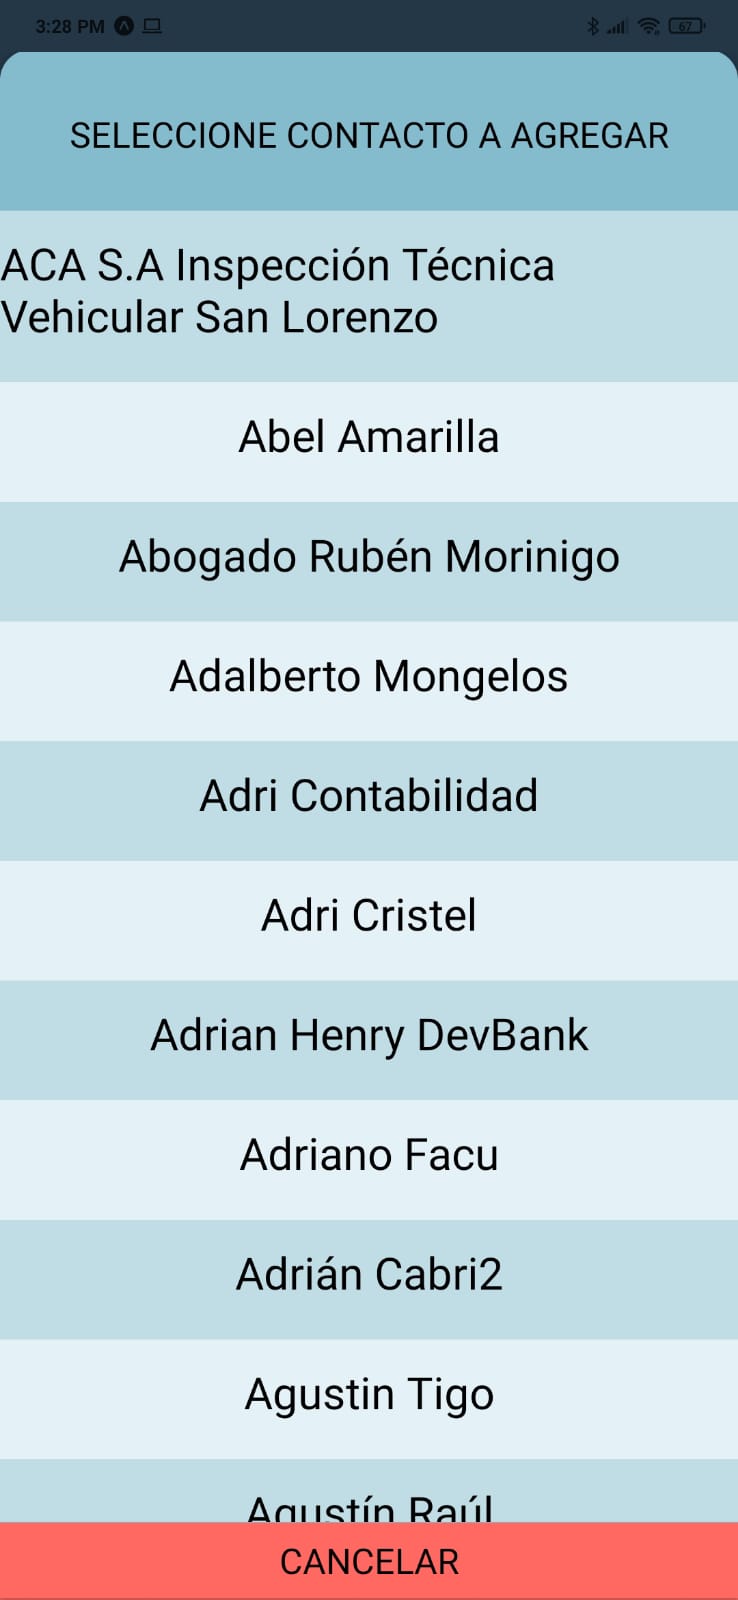 3:28 PM
67
SELECCIONE CONTACTO A AGREGAR
ACA S.A Inspección Técnica
Vehicular San Lorenzo
Abel Amarilla
Abogado Rubén Morinigo
Adalberto Mongelos
Adri Contabilidad
Adri Cristel
Adrian Henry DevBank
Adriano Facu
Adrián Cabri2
Agustin Tigo
Agustín Raúl
CANCELAR